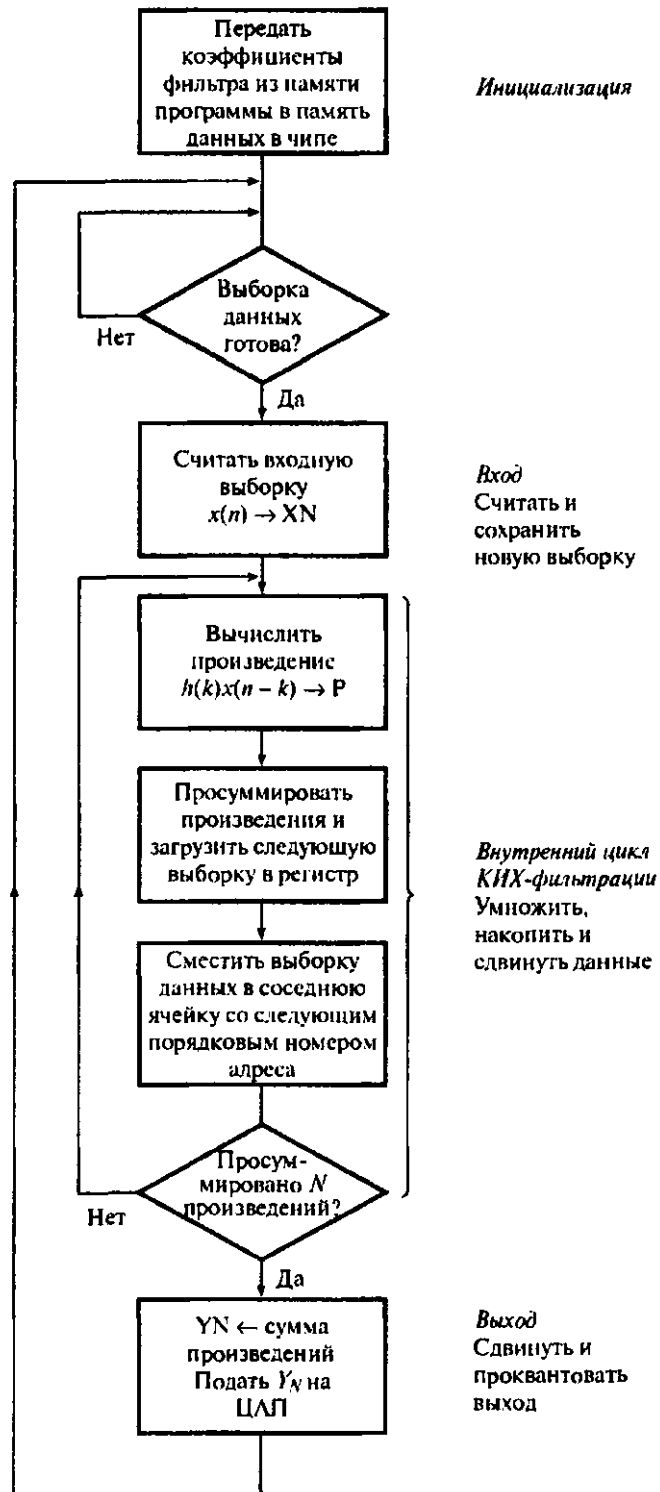 Передать
коэффициенты
фильтра из памяти
программы в память
данных в чипе
Инициализация
Выборка
данных
готова?
Нет
Да
Считать входную
выборку
x(n) → XN
Вход
Считать и
сохранить
новую выборку
Вычислить
произведение
h(k)x(n − k) → P
Просуммировать
произведения и
загрузить следующую
выборку в регистр
Внутренний цикл
КИХ-фильтрации
Умножить,
накопить и
сдвинуть данные
Сместить выборку
данных в соседнюю
ячейку со следующим
порядковым номером
адреса
Просум-
мировано N
произведений?
Нет
Да
YN ← сумма
произведений
Подать Y_N на
ЦАП
Выход
Сдвинуть и
проквантовать
выход